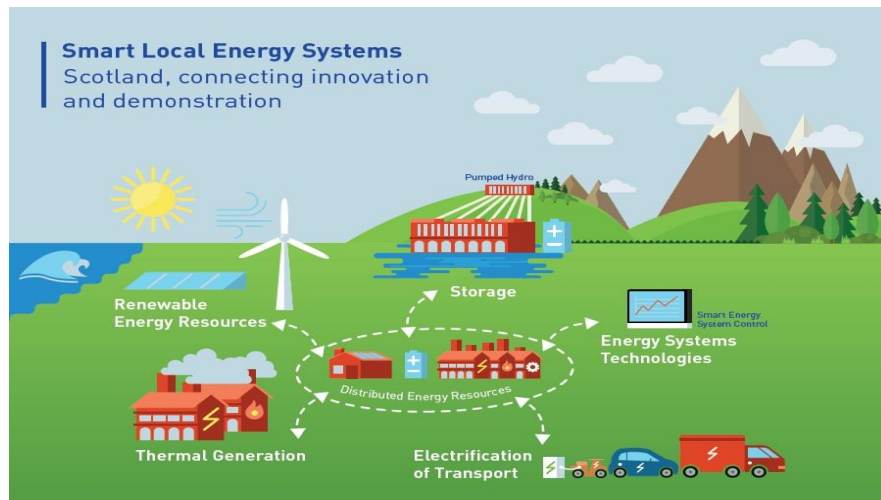 Smart Local Energy Systems
Scotland, connecting innovation
and demonstration
Pumped Hydro
Storage
Renewable
Energy Resources
Smart Energy
System Control
Energy Systems
Technologies
Distributed Energy Resources
Thermal Generation
Electrification
of Transport